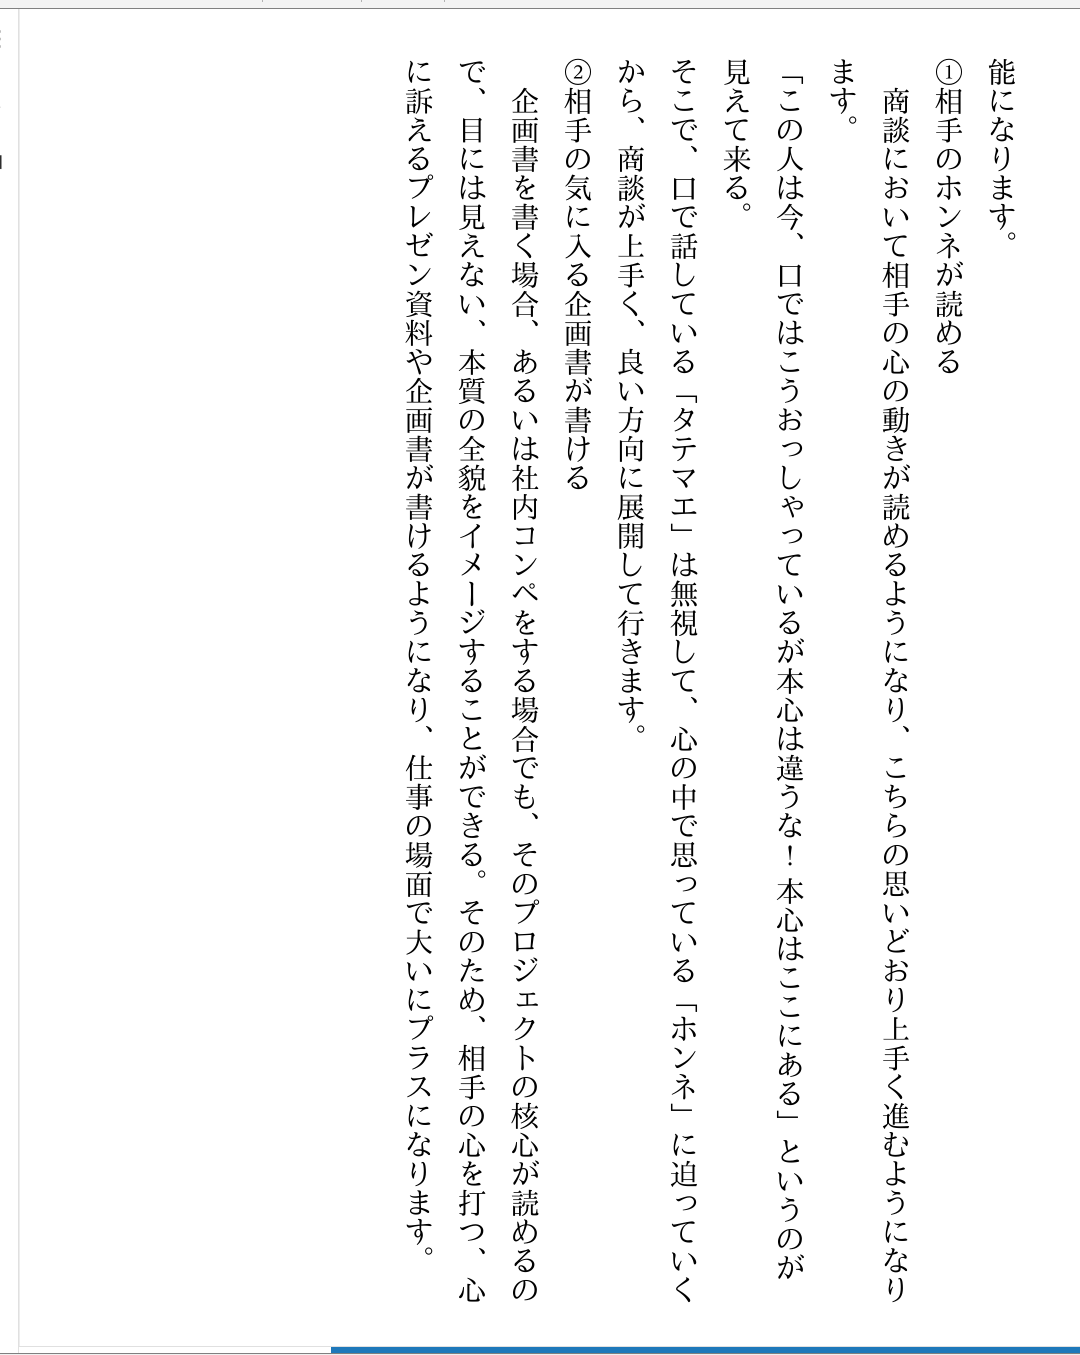 能になります。
①相手のホンネが読める
　商談において相手の心の動きが読めるようになり、こちらの思いどおり上手く進むようになり
ます。
「この人は今、口ではこうおっしゃっているが本心は違うな！本心はここにある」というのが
見えて来る。
そこで、口で話している「タテマエ」は無視して、心の中で思っている「ホンネ」に迫っていく
から、商談が上手く、良い方向に展開して行きます。
②相手の気に入る企画書が書ける
　企画書を書く場合、あるいは社内コンペをする場合でも、そのプロジェクトの核心が読めるの
で、目には見えない、本質の全貌をイメージすることができる。そのため、相手の心を打つ、心
に訴えるプレゼン資料や企画書が書けるようになり、仕事の場面で大いにプラスになります。